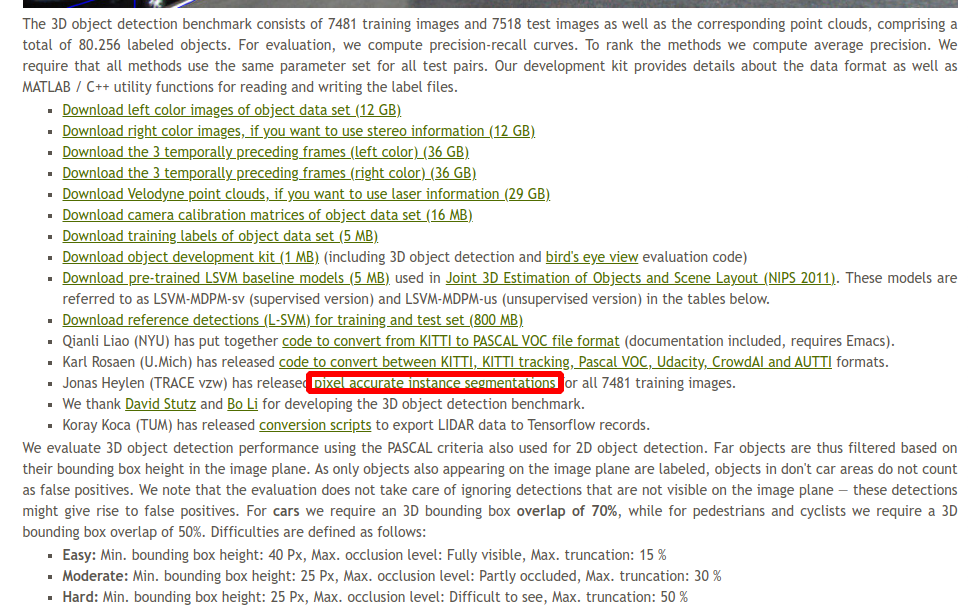 The 3D object detection benchmark consists of 7481 training images and 7518 test images as well as the corresponding point clouds, comprising a
total of 80.256 labeled objects. For evaluation, we compute precision-recall curves. To rank the methods we compute average precision. We
require that all methods use the same parameter set for all test pairs. Our development kit provides details about the data format as well as
MATLAB / C++ utility functions for reading and writing the label files.
▪ Download left color images of object data set (12 GB)
▪ Download right color images, if you want to use stereo information (12 GB)
▪ Download the 3 temporally preceding frames (left color) (36 GB)
▪ Download the 3 temporally preceding frames (right color) (36 GB)
▪ Download Velodyne point clouds, if you want to use laser information (29 GB)
▪ Download camera calibration matrices of object data set (16 MB)
▪ Download training labels of object data set (5 MB)
▪ Download object development kit (1 MB) (including 3D object detection and bird's eye view evaluation code)
▪ Download pre-trained LSVM baseline models (5 MB) used in Joint 3D Estimation of Objects and Scene Layout (NIPS 2011). These models are
referred to as LSVM-MDPM-sv (supervised version) and LSVM-MDPM-us (unsupervised version) in the tables below.
▪ Download reference detections (L-SVM) for training and test set (800 MB)
▪ Qianli Liao (NYU) has put together code to convert from KITTI to PASCAL VOC file format (documentation included, requires Emacs).
▪ Karl Rosaen (U.Mich) has released code to convert between KITTI, KITTI tracking, Pascal VOC, Udacity, CrowdAI and AUTTI formats.
▪ Jonas Heylen (TRACE vzw) has released pixel accurate instance segmentations for all 7481 training images.
▪ We thank David Stutz and Bo Li for developing the 3D object detection benchmark.
▪ Koray Koca (TUM) has released conversion scripts to export LIDAR data to Tensorflow records.
We evaluate 3D object detection performance using the PASCAL criteria also used for 2D object detection. Far objects are thus filtered based on
their bounding box height in the image plane. As only objects also appearing on the image plane are labeled, objects in don't car areas do not count
as false positives. We note that the evaluation does not take care of ignoring detections that are not visible on the image plane — these detections
might give rise to false positives. For cars we require an 3D bounding box overlap of 70%, while for pedestrians and cyclists we require a 3D
bounding box overlap of 50%. Difficulties are defined as follows:
▪ Easy: Min. bounding box height: 40 Px, Max. occlusion level: Fully visible, Max. truncation: 15 %
▪ Moderate: Min. bounding box height: 25 Px, Max. occlusion level: Partly occluded, Max. truncation: 30 %
▪ Hard: Min. bounding box height: 25 Px, Max. occlusion level: Difficult to see, Max. truncation: 50 %